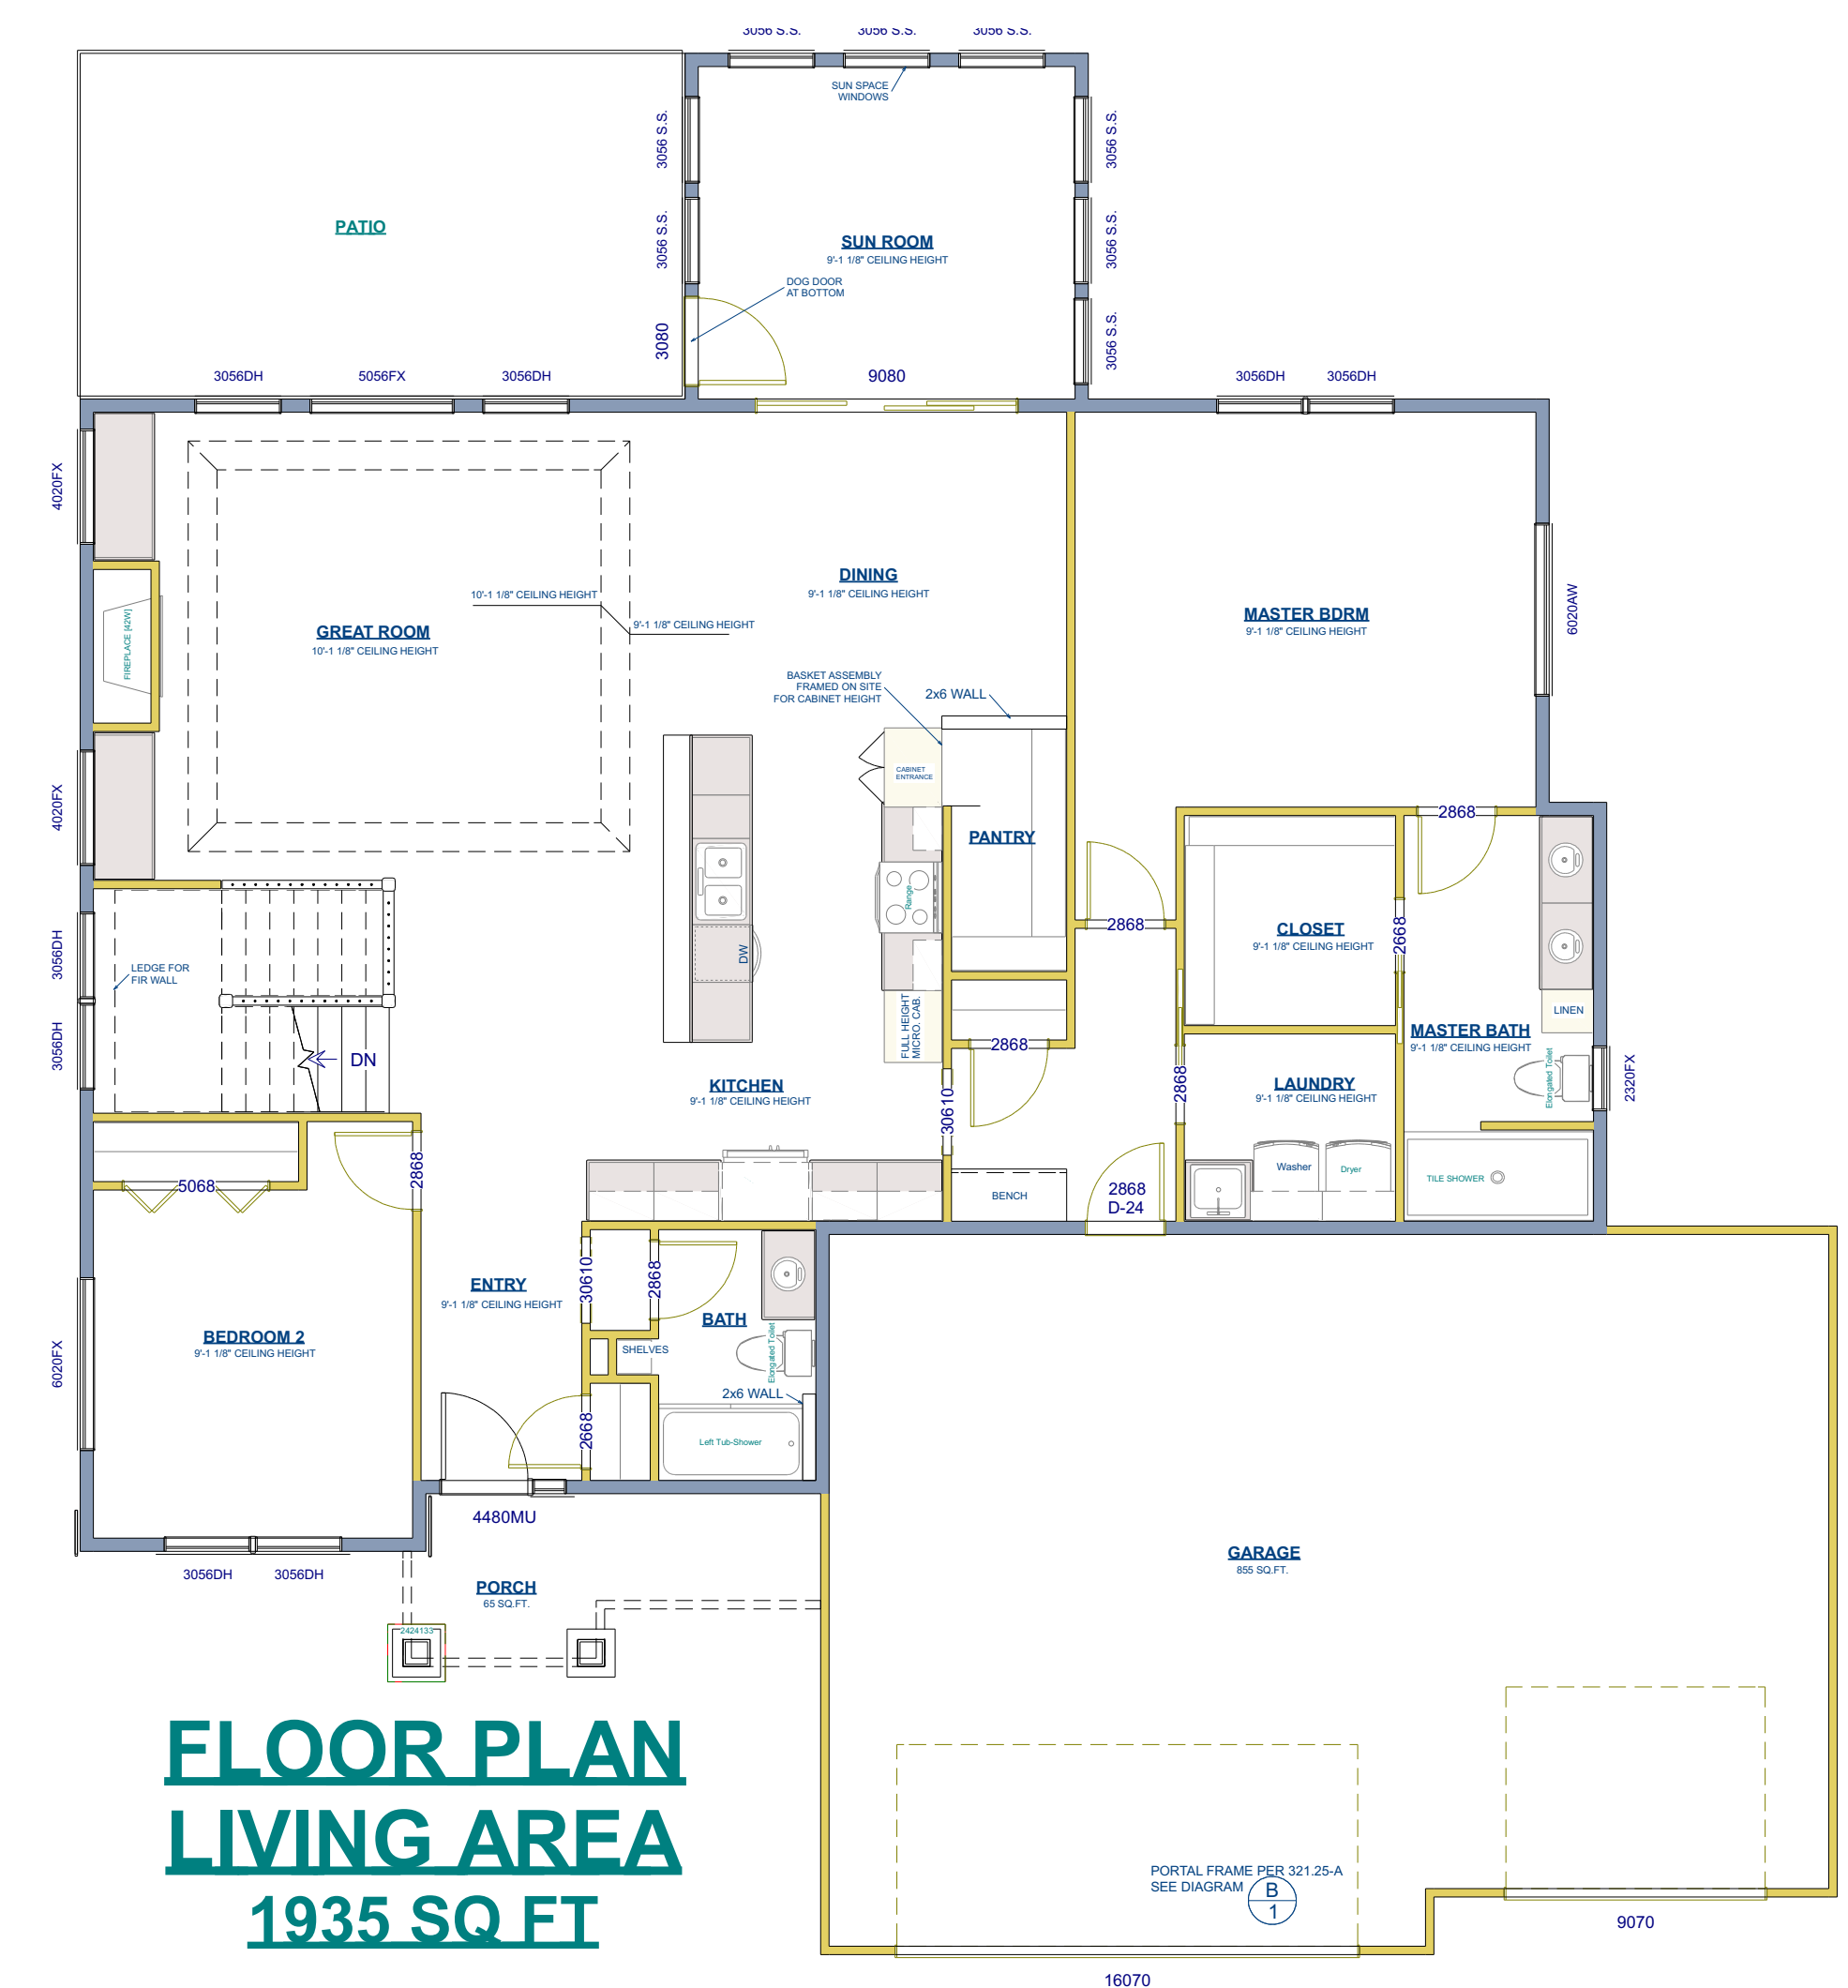 3056 S.S.
3056 S.S.
3056 S.S.
SUN SPACE
WINDOWS
3056 S.S.
3056 S.S.
3056 S.S.
3056 S.S.
3056 S.S.
PATIO
SUN ROOM
9'-1 1/8" CEILING HEIGHT
DOG DOOR
AT BOTTOM
3080
3056DH
5056FX
3056DH
9080
3056DH
3056DH
4020FX
DINING
9'-1 1/8" CEILING HEIGHT
10'-1 1/8" CEILING HEIGHT
9'-1 1/8" CEILING HEIGHT
GREAT ROOM
10'-1 1/8" CEILING HEIGHT
FIREPLACE [42W]
MASTER BDRM
9'-1 1/8" CEILING HEIGHT
6020AW
BASKET ASSEMBLY
FRAMED ON SITE
FOR CABINET HEIGHT
2x6 WALL
CABINET
ENTRANCE
4020FX
PANTRY
2868
Range
2868
CLOSET
9'-1 1/8" CEILING HEIGHT
2668
3056DH
LEDGE FOR
FIR WALL
DW
FULL HEIGHT
MICRO. CAB.
LINEN
MASTER BATH
9'-1 1/8" CEILING HEIGHT
3056DH
DN
2868
KITCHEN
9'-1 1/8" CEILING HEIGHT
30610
2868
LAUNDRY
9'-1 1/8" CEILING HEIGHT
Elongated Toilet
2320FX
5068
2868
BENCH
2868
D-24
Washer
Dryer
TILE SHOWER
ENTRY
9'-1 1/8" CEILING HEIGHT
30610
2868
BATH
SHELVES
Elongated Toilet
BEDROOM 2
9'-1 1/8" CEILING HEIGHT
6020FX
2x6 WALL
2668
Left Tub-Shower
4480MU
3056DH
3056DH
PORCH
65 SQ.FT.
2424133
GARAGE
855 SQ.FT.
FLOOR PLAN
LIVING AREA
1935 SQ FT
PORTAL FRAME PER 321.25-A
SEE DIAGRAM
B
1
9070
16070